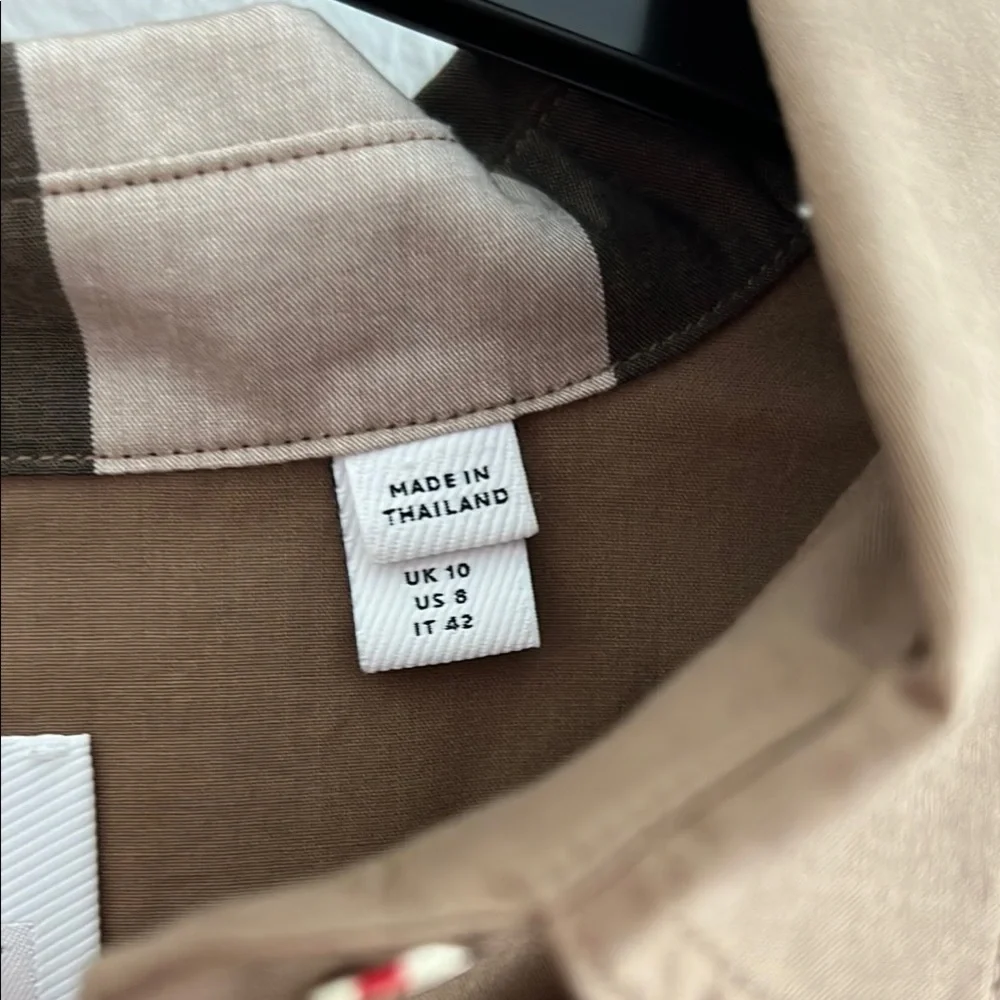 MADE IN
THAILAND
UK 10
US 8
IT 42